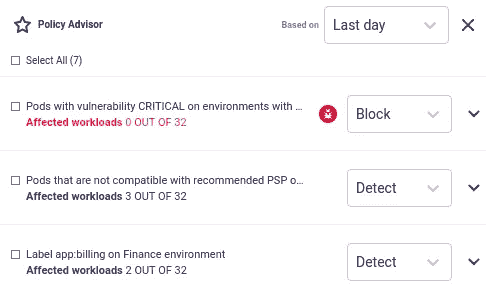 Policy Advisor
Based on
Last day
Select All (7)
Pods with vulnerability CRITICAL on environments with ...
Block
Affected workloads 0 OUT OF 32
Pods that are not compatible with recommended PSP o...
Detect
Affected workloads 3 OUT OF 32
Label app:billing on Finance environment
Detect
Affected workloads 2 OUT OF 32